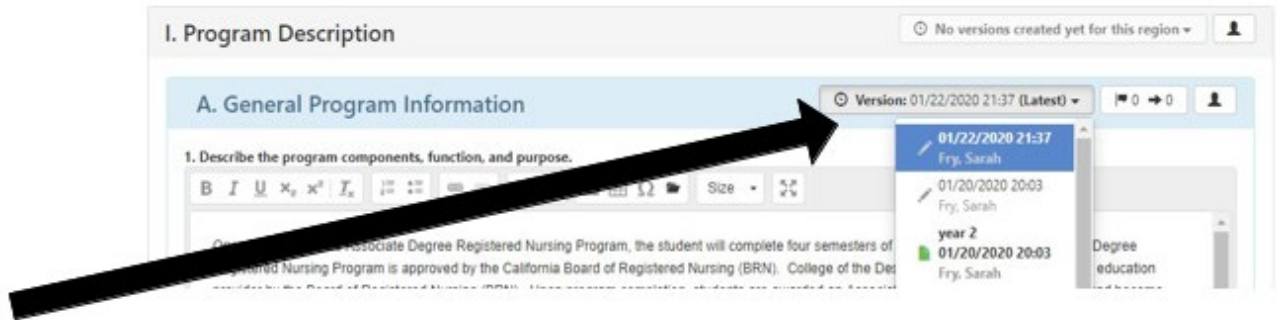 I. Program Description
No versions created yet for this region
A. General Program Information
Version: 01/22/2020 21:37 (Latest)
0 0
1. Describe the program components, function, and purpose.
B I U x₂ x² Iₓ Ω Size
01/22/2020 21:37
Fry, Sarah
01/20/2020 20:03
Fry, Sarah
year 2
01/20/2020 20:03
Fry, Sarah
Associate Degree Registered Nursing Program, the student will complete four semesters of Degree
Nursing Program is approved by the California Board of Registered Nursing (BRN). College of the education